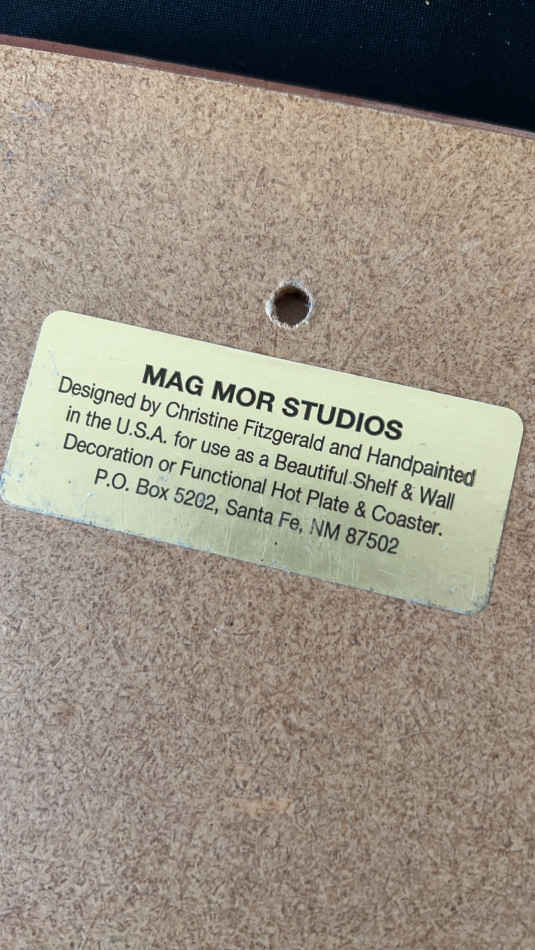 MAG MOR STUDIOS
Designed by Christine Fitzgerald and Handpainted
in the U.S.A. for use as a Beautiful Shelf & Wall
Decoration or Functional Hot Plate & Coaster.
P.O. Box 5202, Santa Fe, NM 87502